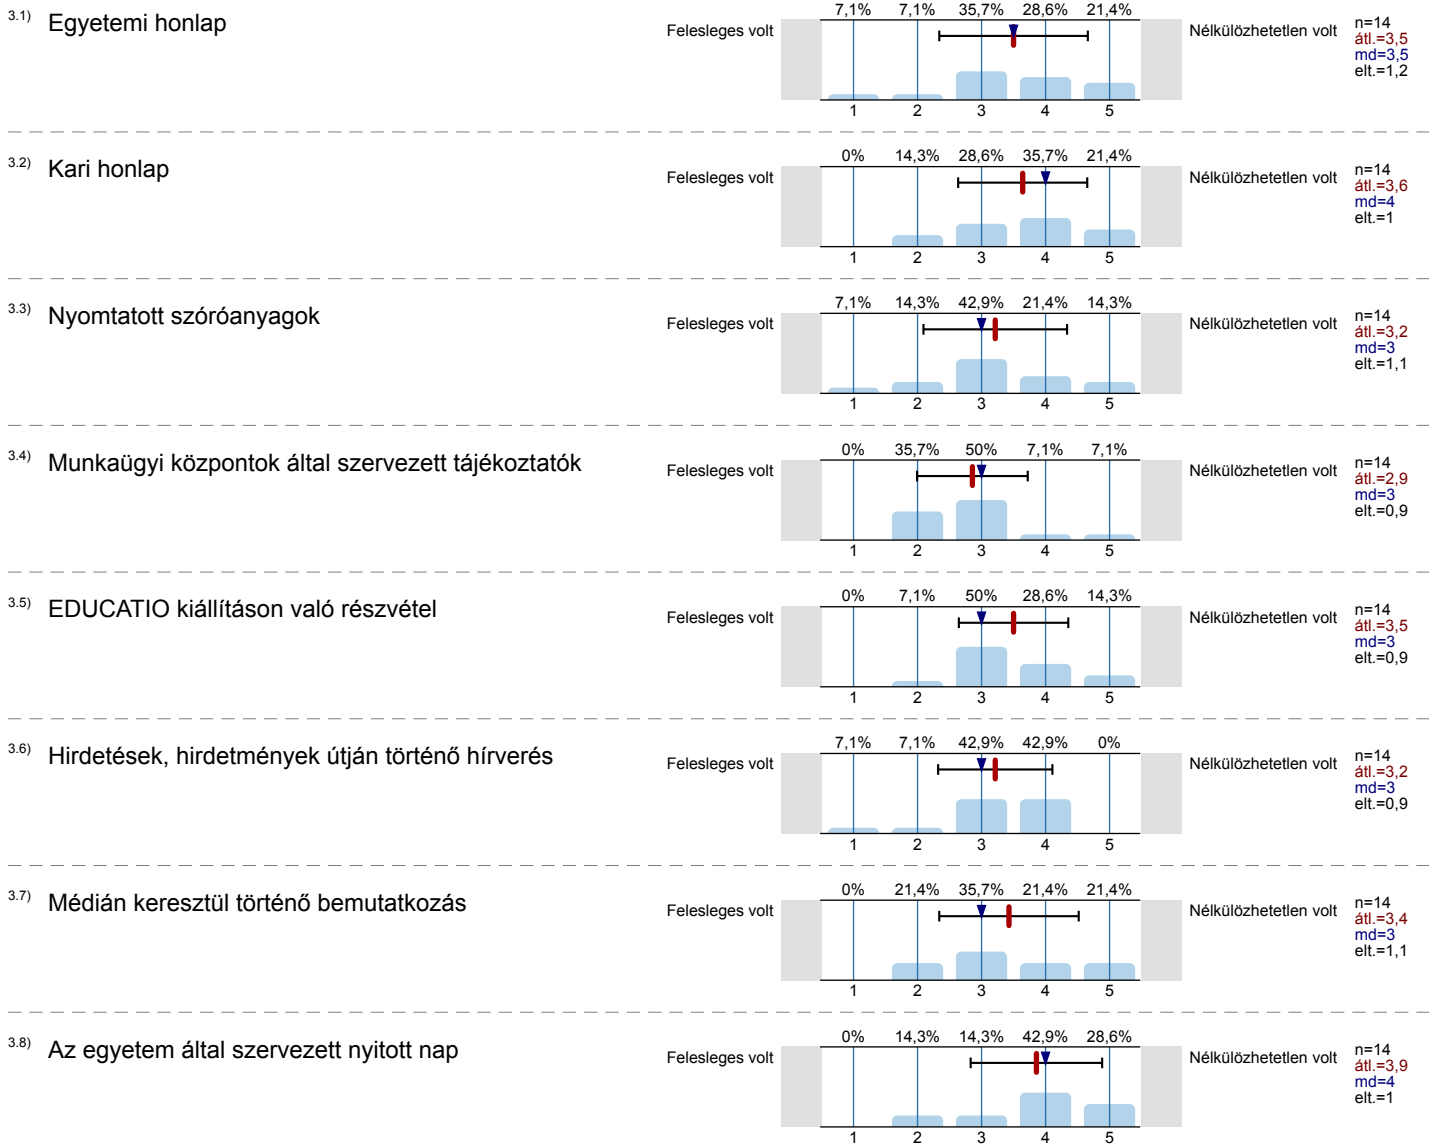 3.1) Egyetemi honlap
7,1% 7,1% 35,7% 28,6% 21,4%
Felesleges volt
Nélkülözhetetlen volt
n=14
átl.=3,5
md=3,5
elt.=1,2
1 2 3 4 5
3.2) Kari honlap
0% 14,3% 28,6% 35,7% 21,4%
Felesleges volt
Nélkülözhetetlen volt
n=14
átl.=3,6
md=4
elt.=1
1 2 3 4 5
3.3) Nyomtatott szóróanyagok
7,1% 14,3% 42,9% 21,4% 14,3%
Felesleges volt
Nélkülözhetetlen volt
n=14
átl.=3,2
md=3
elt.=1,1
1 2 3 4 5
3.4) Munkaügyi központok által szervezett tájékoztatók
0% 35,7% 50% 7,1% 7,1%
Felesleges volt
Nélkülözhetetlen volt
n=14
átl.=2,9
md=3
elt.=0,9
1 2 3 4 5
3.5) EDUCATIO kiállításon való részvétel
0% 7,1% 50% 28,6% 14,3%
Felesleges volt
Nélkülözhetetlen volt
n=14
átl.=3,5
md=3
elt.=0,9
1 2 3 4 5
3.6) Hirdetések, hirdetmények útján történő hírverés
7,1% 7,1% 42,9% 42,9% 0%
Felesleges volt
Nélkülözhetetlen volt
n=14
átl.=3,2
md=3
elt.=0,9
1 2 3 4 5
3.7) Médián keresztül történő bemutatkozás
0% 21,4% 35,7% 21,4% 21,4%
Felesleges volt
Nélkülözhetetlen volt
n=14
átl.=3,4
md=3
elt.=1,1
1 2 3 4 5
3.8) Az egyetem által szervezett nyitott nap
0% 14,3% 14,3% 42,9% 28,6%
Felesleges volt
Nélkülözhetetlen volt
n=14
átl.=3,9
md=4
elt.=1
1 2 3 4 5